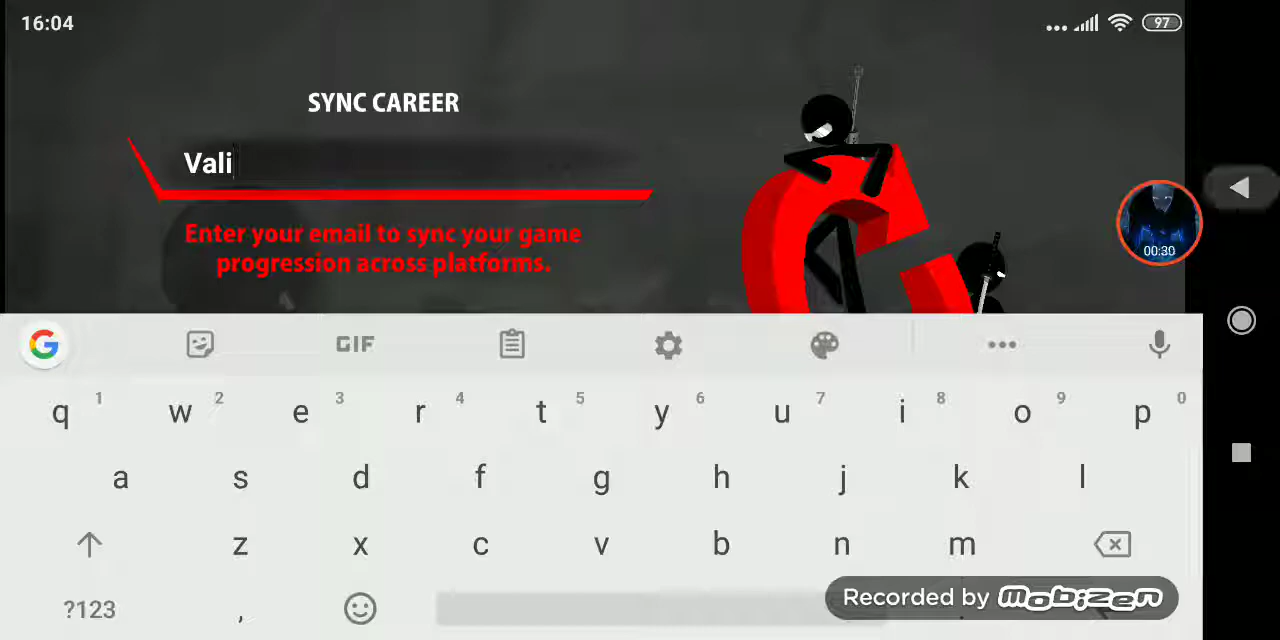 16:04
97
SYNC CAREER
Vali
Enter your email to sync your game
progression across platforms.
00:30
GIF
q 1 w 2 e 3 r 4 t 5 y 6 u 7 i 8 o 9 p 0
a s d f g h j k l
z x c v b n m
?123 , .
Recorded by mobizen